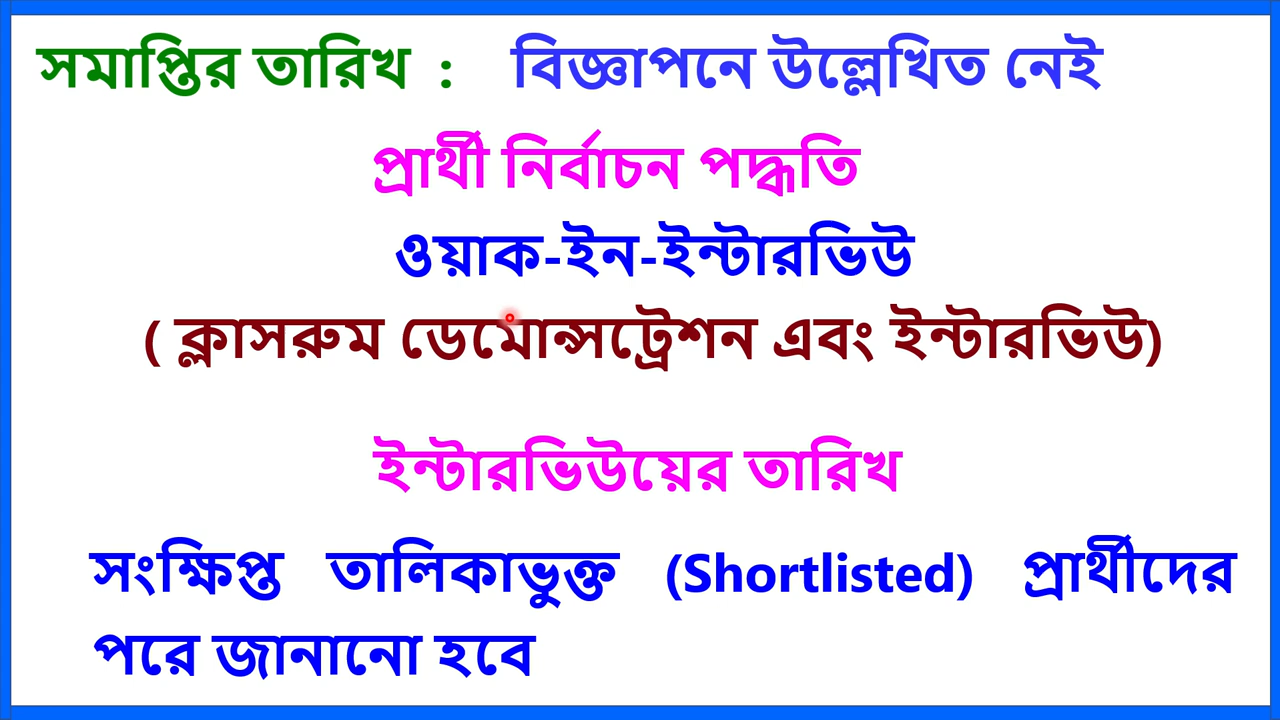 সমাপ্তির তারিখ : বিজ্ঞাপনে উল্লেখিত নেই
প্রার্থী নির্বাচন পদ্ধতি
ওয়াক-ইন-ইন্টারভিউ
( ক্লাসরুম ডেমোন্সট্রেশন এবং ইন্টারভিউ)
ইন্টারভিউয়ের তারিখ
সংক্ষিপ্ত তালিকাভুক্ত (Shortlisted) প্রার্থীদের
পরে জানানো হবে